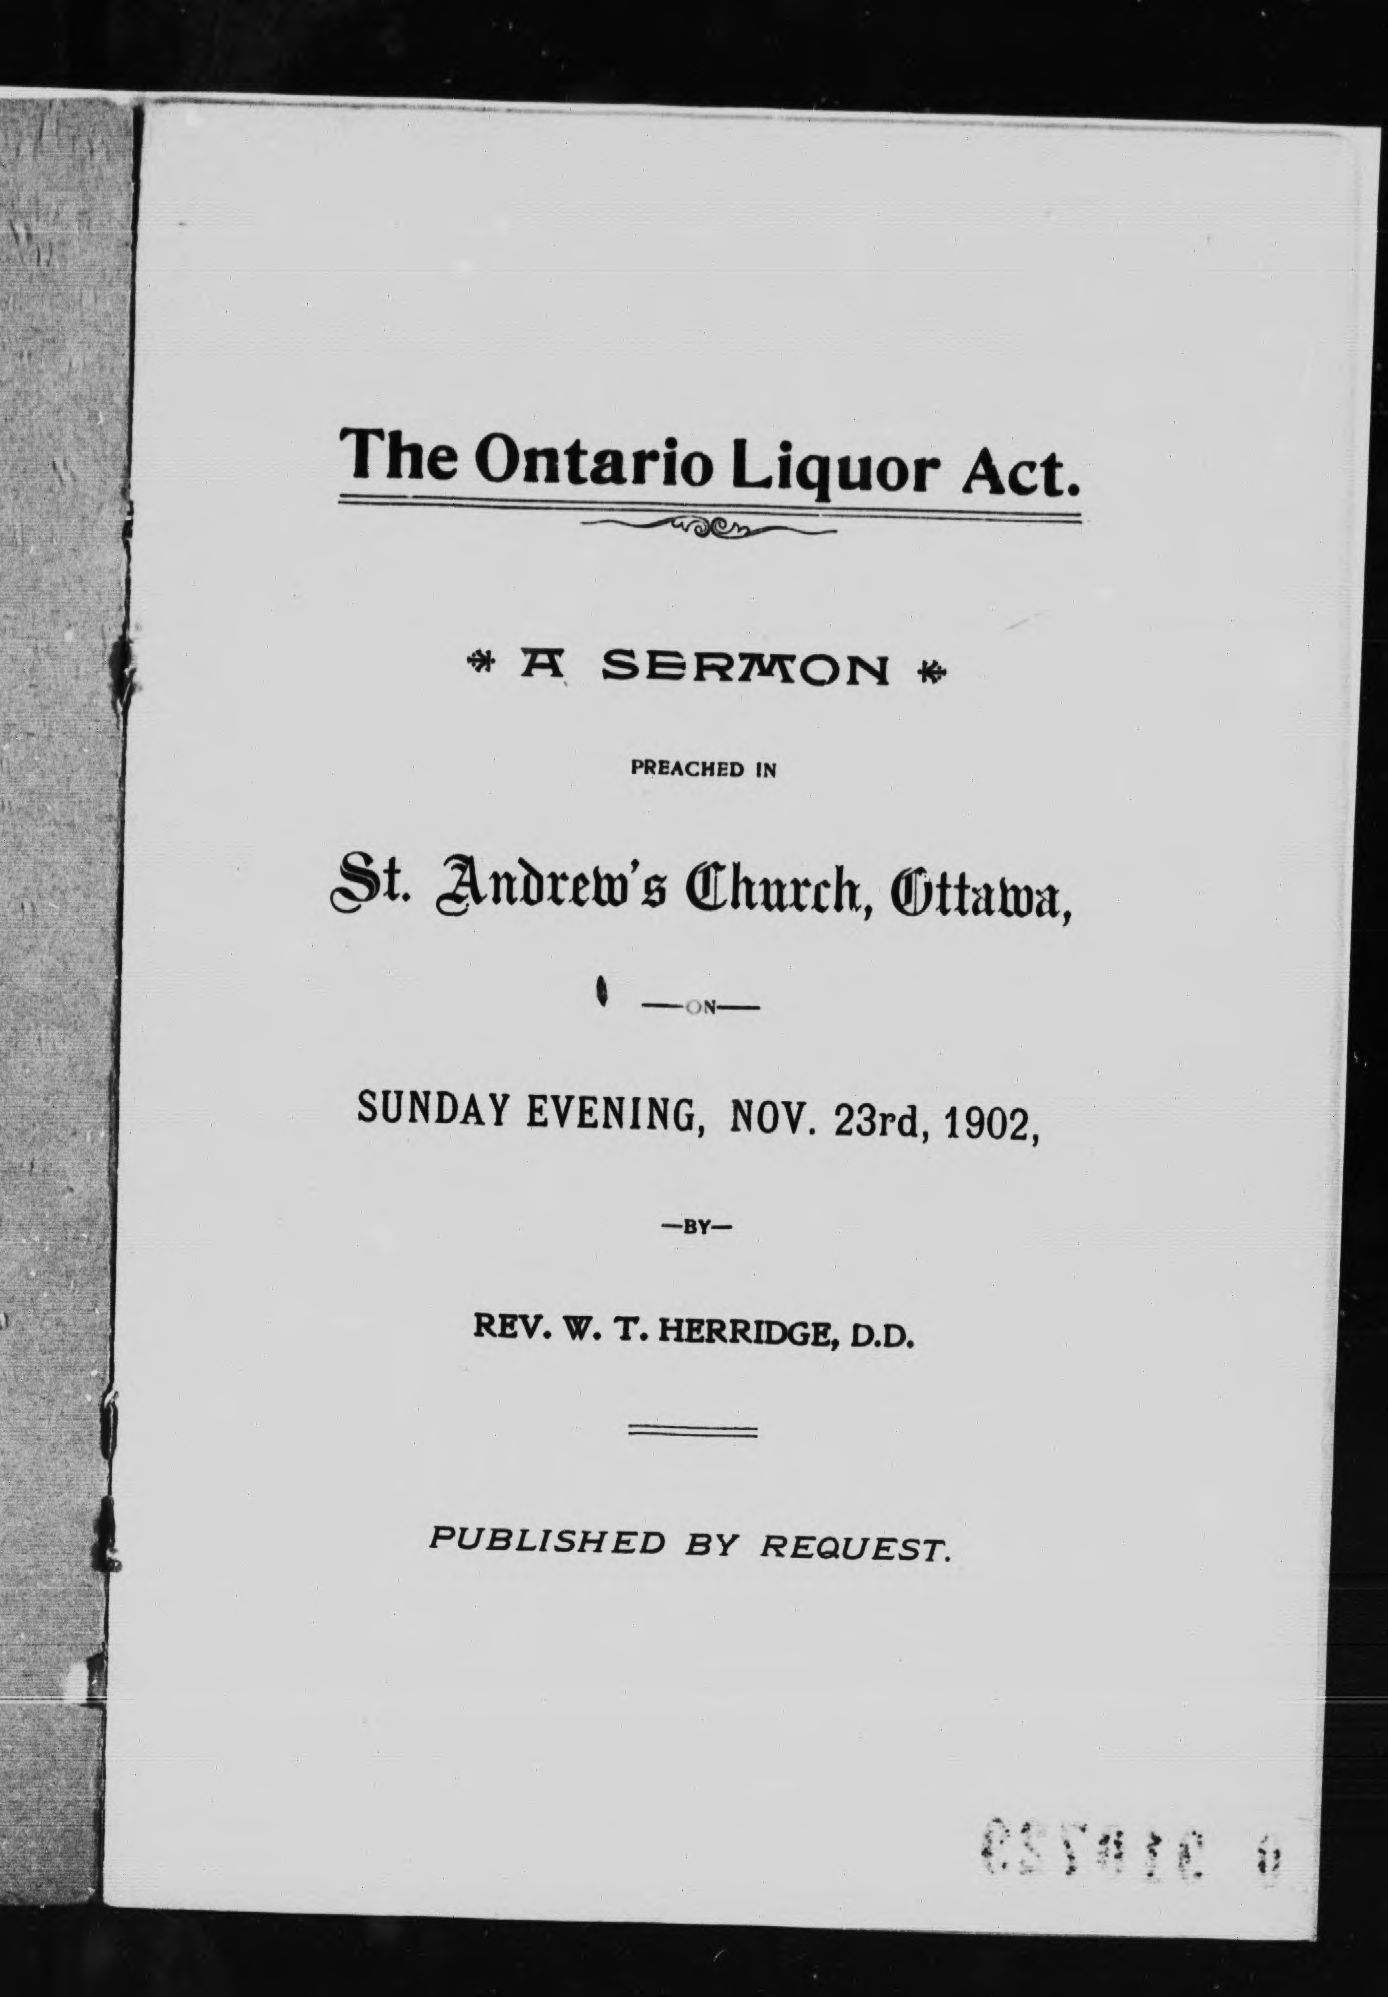 The Ontario Liquor Act.
A SERMON
PREACHED IN
St. Andrew's Church, Ottawa,
—ON—
SUNDAY EVENING, NOV. 23rd, 1902,
—BY—
REV. W. T. HERRIDGE, D.D.
PUBLISHED BY REQUEST.